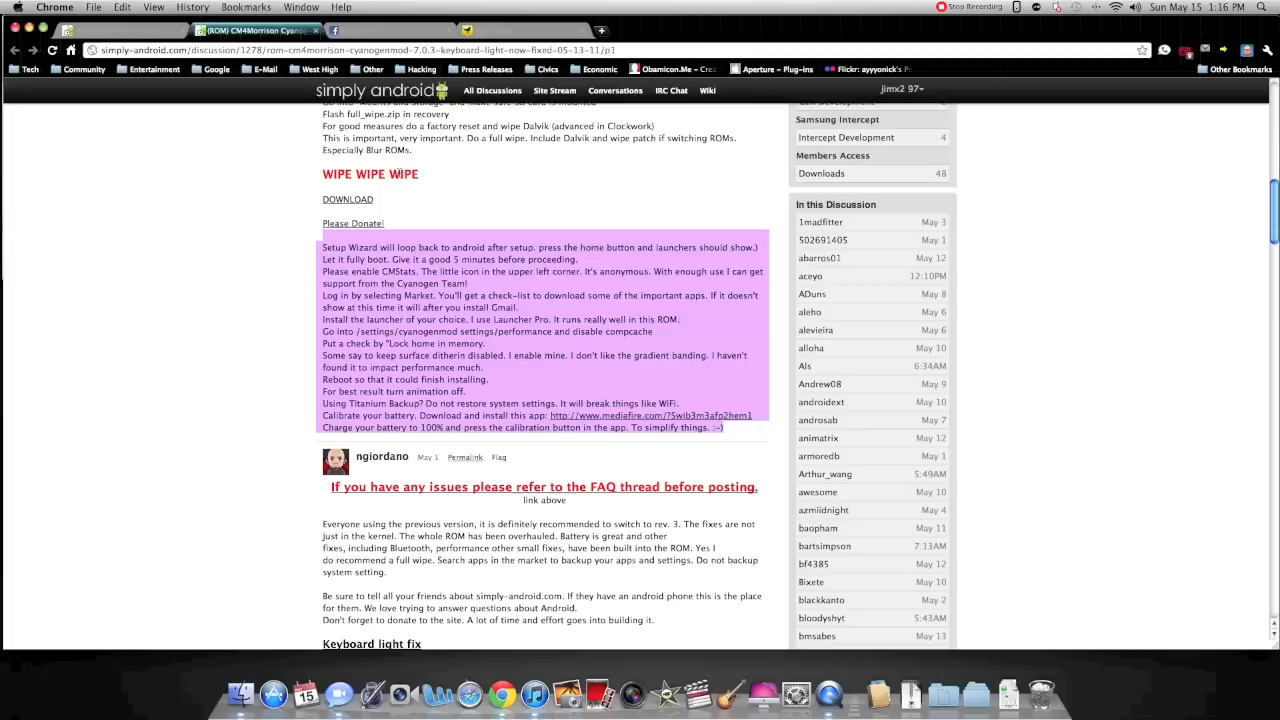 Chrome File Edit View History Bookmarks Window Help
Stop Recording
Sun May 15 1:16 PM
(ROM) CM4Morrison Cyano
simply-android.com/discussion/1278/rom-cm4morrison-cyanogenmod-7.0.3-keyboard-light-now-fixed-05-13-11/p1
Tech Community Entertainment Google E-Mail West High Other Hacking Press Releases Civics Economic Obamicon.Me – Cre Aperture – Plug-ins Flickr: ayyyonick's P Other Bookmarks
simply android All Discussions Site Stream Conversations IRC Chat Wiki Jimx2 97
Flash full_wipe.zip in recovery
For good measures do a factory reset and wipe Dalvik (advanced in Clockwork)
This is important, very important. Do a full wipe. Include Dalvik and wipe patch if switching ROMs.
Especially Blur ROMs.
WIPE WIPE WIPE
DOWNLOAD
Please Donate!
Setup Wizard will loop back to android after setup. press the home button and launchers should show.)
Let it fully boot. Give it a good 5 minutes before proceeding.
Please enable CMStats. The little icon in the upper left corner. It's anonymous. With enough use I can get
support from the Cyanogen Team!
Log in by selecting Market. You'll get a check-list to download some of the important apps. If it doesn't
show at this time it will after you install Gmail.
Install the launcher of your choice. I use Launcher Pro. It runs really well in this ROM.
Go into /settings/cyanogenmod settings/performance and disable compcache
Put a check by "Lock home in memory.
Some say to keep surface ditherin disabled. I enable mine. I don't like the gradient banding. I haven't
found it to impact performance much.
Reboot so that it could finish installing.
For best result turn animation off.
Using Titanium Backup? Do not restore system settings. It will break things like WiFi.
Calibrate your battery. Download and install this app: http://www.mediafire.com/?5wib3m3afp2hem1
Charge your battery to 100% and press the calibration button in the app. To simplify things. :-)
ngiordano May 1 Permalink Flag
If you have any issues please refer to the FAQ thread before posting.
link above
Everyone using the previous version, it is definitely recommended to switch to rev. 3. The fixes are not
just in the kernel. The whole ROM has been overhauled. Battery is great and other
fixes, including Bluetooth, performance other small fixes, have been built into the ROM. Yes I
do recommend a full wipe. Search apps in the market to backup your apps and settings. Do not backup
system setting.
Be sure to tell all your friends about simply-android.com. If they have an android phone this is the place
for them. We love trying to answer questions about Android.
Don't forget to donate to the site. A lot of time and effort goes into building it.
Keyboard light fix
Samsung Intercept
Intercept Development 4
Members Access
Downloads 48
In this Discussion
1madfitter May 3
502691405 May 1
abarros01 May 12
aceyo 12:10PM
ADuns May 8
aleho May 6
alevieira May 6
alloha May 10
Als 6:34AM
Andrew08 May 9
androidext May 10
androsab May 7
animatrix May 12
armoredb May 1
Arthur_wang 5:49AM
awesome May 10
azmiidnight May 4
baopham May 11
bartsimpson 7:13AM
bf4385 May 12
Bixete May 10
blackkanto May 2
bloodyshyt 5:43AM
bmsabes May 13
15